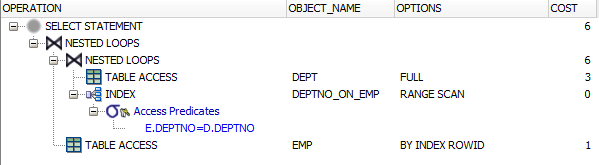 OPERATION OBJECT_NAME OPTIONS COST
SELECT STATEMENT 6
NESTED LOOPS
NESTED LOOPS 6
TABLE ACCESS DEPT FULL 3
INDEX DEPTNO_ON_EMP RANGE SCAN 0
Access Predicates
E.DEPTNO=D.DEPTNO
TABLE ACCESS EMP BY INDEX ROWID 1